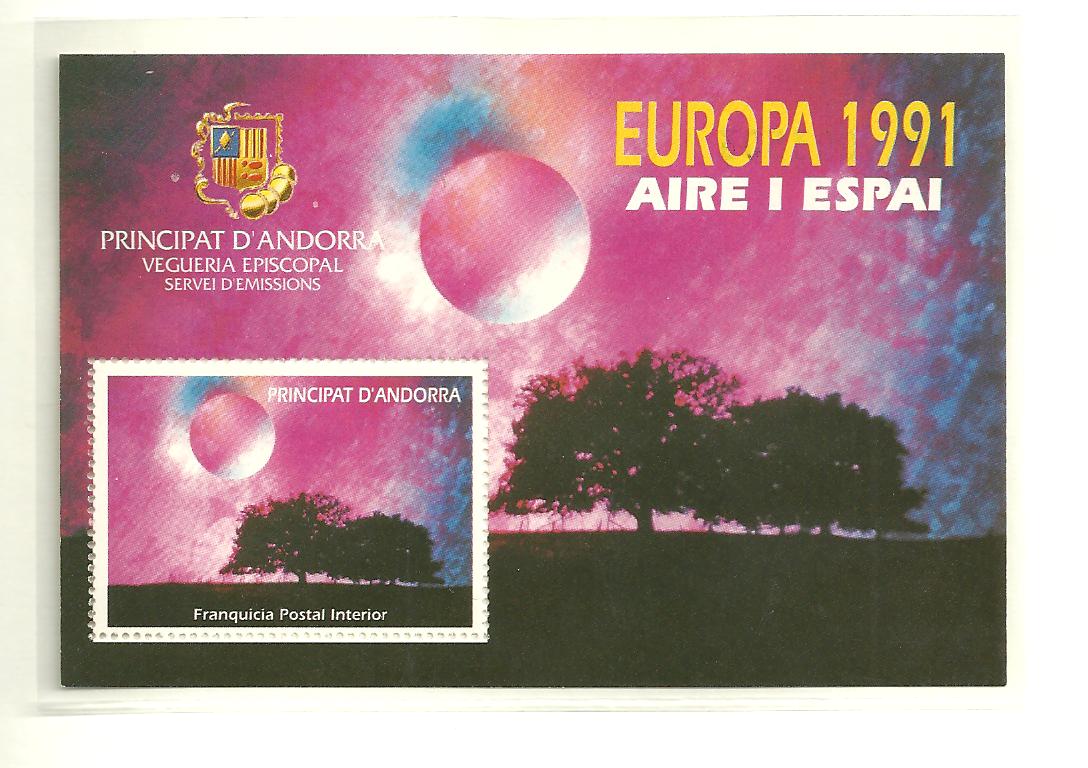 EUROPA 1991
AIRE I ESPAI
PRINCIPAT D'ANDORRA
VEGUERIA EPISCOPAL
SERVEI D'EMISSIONS
PRINCIPAT D'ANDORRA
Franquicia Postal Interior